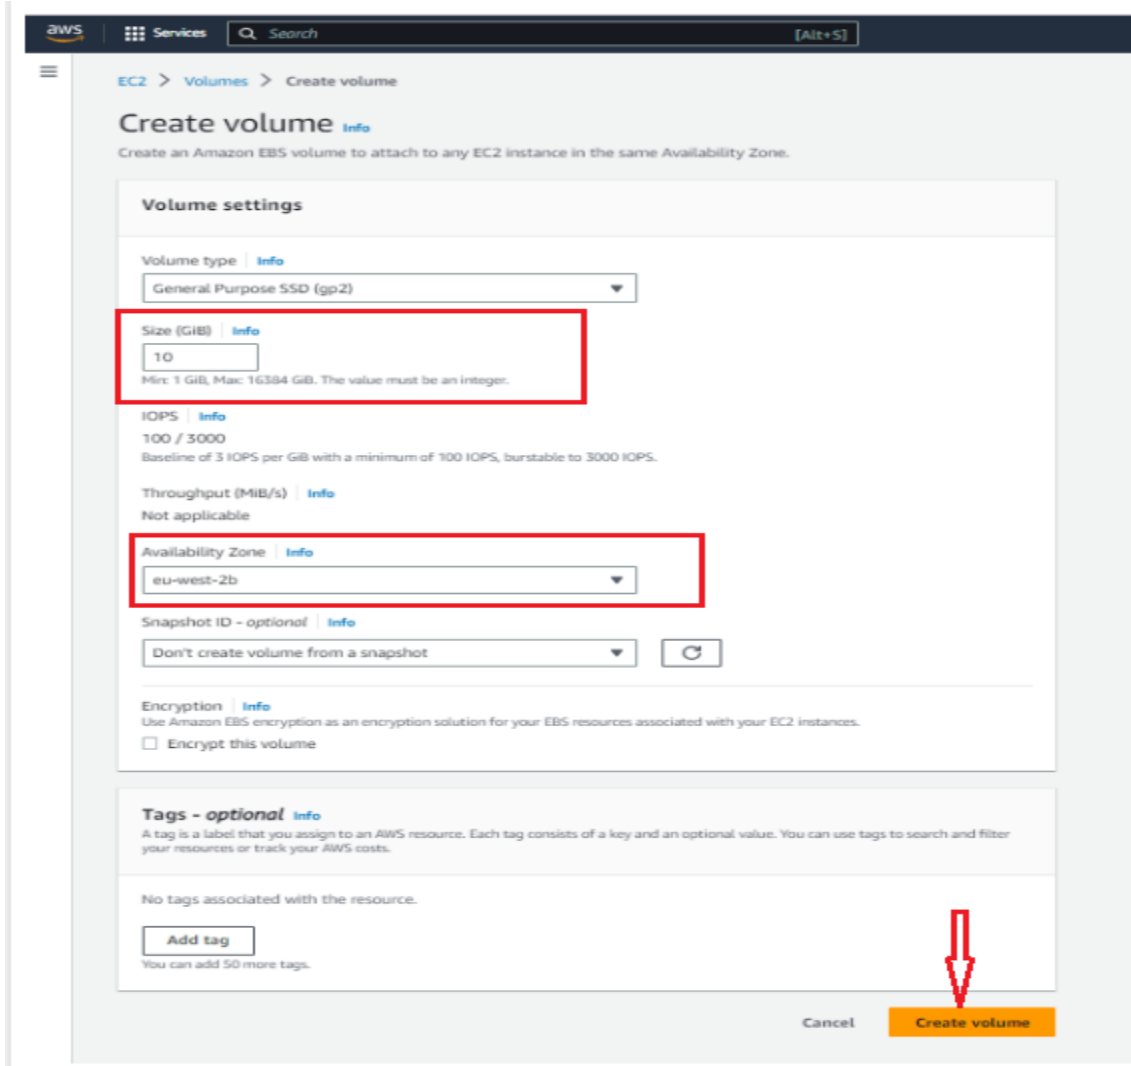 aws
Services
Search
[Alt+S]
EC2 > Volumes > Create volume
Create volume Info
Create an Amazon EBS volume to attach to any EC2 instance in the same Availability Zone.
Volume settings
Volume type Info
General Purpose SSD (gp2)
Size (GiB) Info
10
Min: 1 GiB, Max: 16384 GiB. The value must be an integer.
IOPS Info
100 / 3000
Baseline of 3 IOPS per GiB with a minimum of 100 IOPS, burstable to 3000 IOPS.
Throughput (MiB/s) Info
Not applicable
Availability Zone Info
eu-west-2b
Snapshot ID - optional Info
Don't create volume from a snapshot
Encryption Info
Use Amazon EBS encryption as an encryption solution for your EBS resources associated with your EC2 instances.
Encrypt this volume
Tags - optional Info
A tag is a label that you assign to an AWS resource. Each tag consists of a key and an optional value. You can use tags to search and filter
your resources or track your AWS costs.
No tags associated with the resource.
Add tag
You can add 50 more tags.
Cancel
Create volume